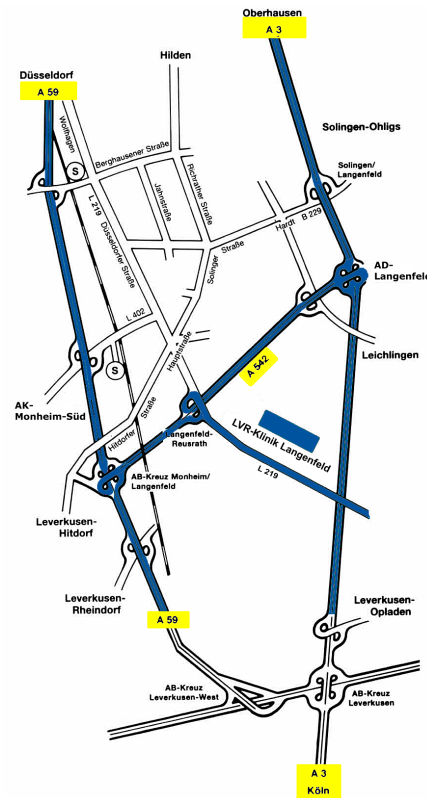 Oberhausen
A 3
Hilden
Düsseldorf
A 59
Wolfhagen
Berghausener Straße
Solingen-Ohligs
S
Solingen/
Langenfeld
Richrather Straße
Jahnstraße
L 219
Düsseldorfer Straße
Hardt
B 229
Solinger Straße
AD-
Langenfeld
L 402
Hauptstraße
Leichlingen
A 542
S
AK-
Monheim-Süd
Hitdorfer Straße
LVR-Klinik Langenfeld
Langenfeld-
Reusrath
L 219
AB-Kreuz Monheim/
Langenfeld
Leverkusen-
Hitdorf
Leverkusen-
Rheindorf
Leverkusen-
Opladen
A 59
AB-Kreuz
Leverkusen-West
AB-Kreuz
Leverkusen
A 3
Köln